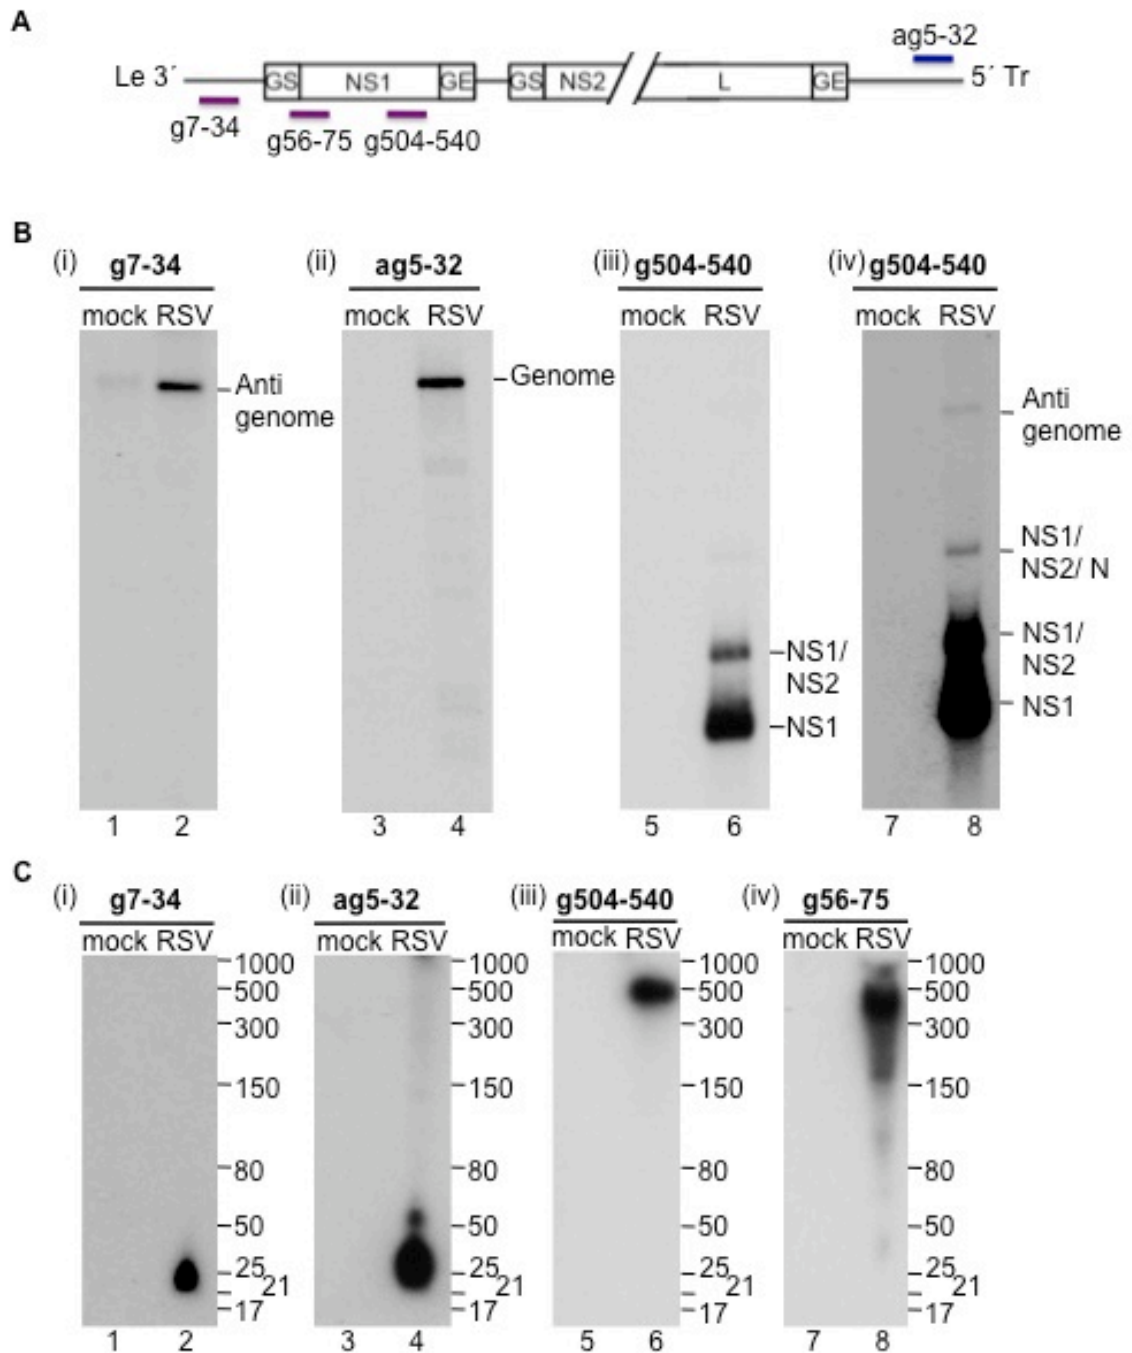 A
ag5-32
Le 3´ GS NS1 GE GS NS2 L GE 5´ Tr
g7-34
g56-75 g504-540
B
(i) g7-34 (ii) ag5-32 (iii) g504-540 (iv) g504-540
mock RSV mock RSV mock RSV mock RSV
Anti
genome
Genome
NS1/
NS2
NS1
Anti
genome
NS1/
NS2/ N
NS1/
NS2
NS1
1 2 3 4 5 6 7 8
C
(i) g7-34 (ii) ag5-32 (iii) g504-540 (iv) g56-75
mock RSV mock RSV mock RSV mock RSV
1000 1000 1000 1000
500 500 500 500
300 300 300 300
150 150 150 150
80 80 80 80
50 50 50 50
25 25 25 25
21 21 21 21
17 17 17 17
1 2 3 4 5 6 7 8